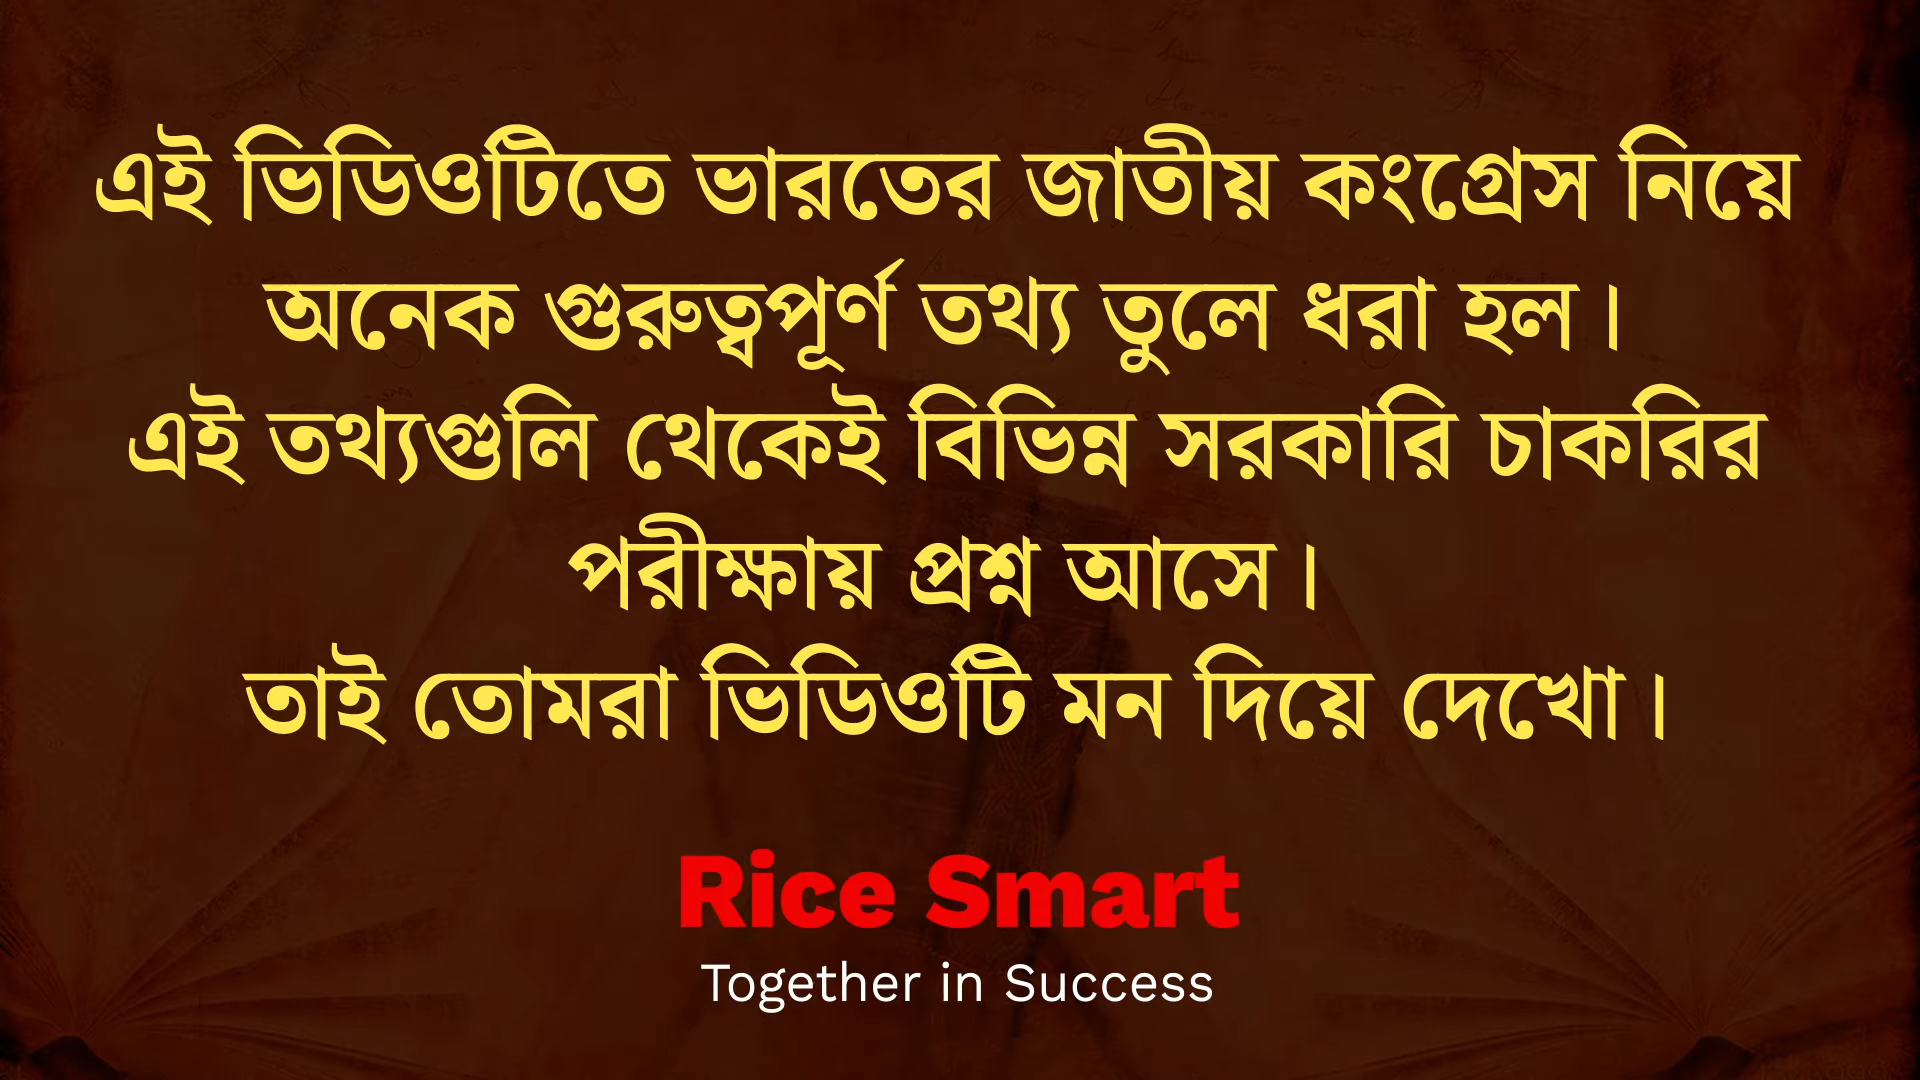 এই ভিডিওটিতে ভারতের জাতীয় কংগ্রেস নিয়ে
অনেক গুরুত্বপূর্ণ তথ্য তুলে ধরা হল।
এই তথ্যগুলি থেকেই বিভিন্ন সরকারি চাকরির
পরীক্ষায় প্রশ্ন আসে।
তাই তোমরা ভিডিওটি মন দিয়ে দেখো।
Rice Smart
Together in Success